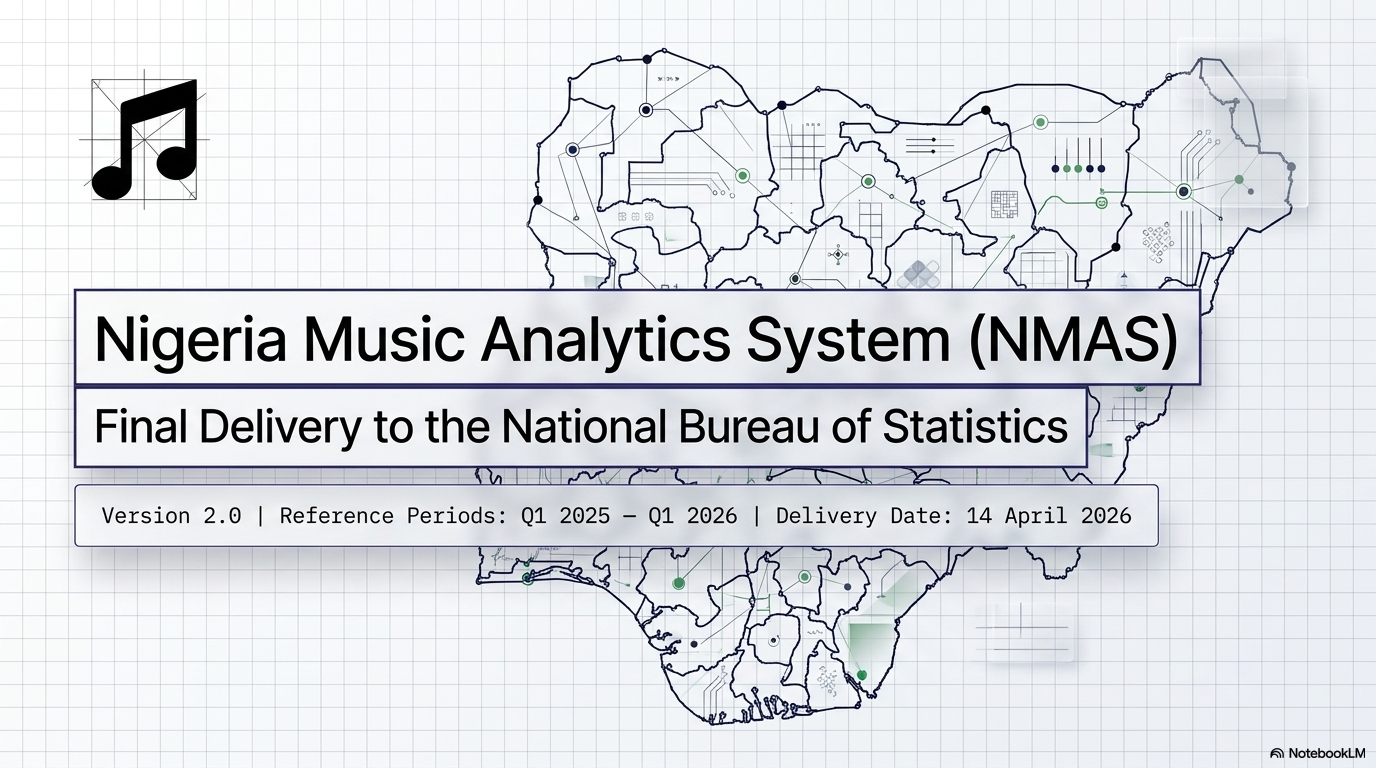 Nigeria Music Analytics System (NMAS)
Final Delivery to the National Bureau of Statistics
Version 2.0 | Reference Periods: Q1 2025 – Q1 2026 | Delivery Date: 14 April 2026
NotebookLM